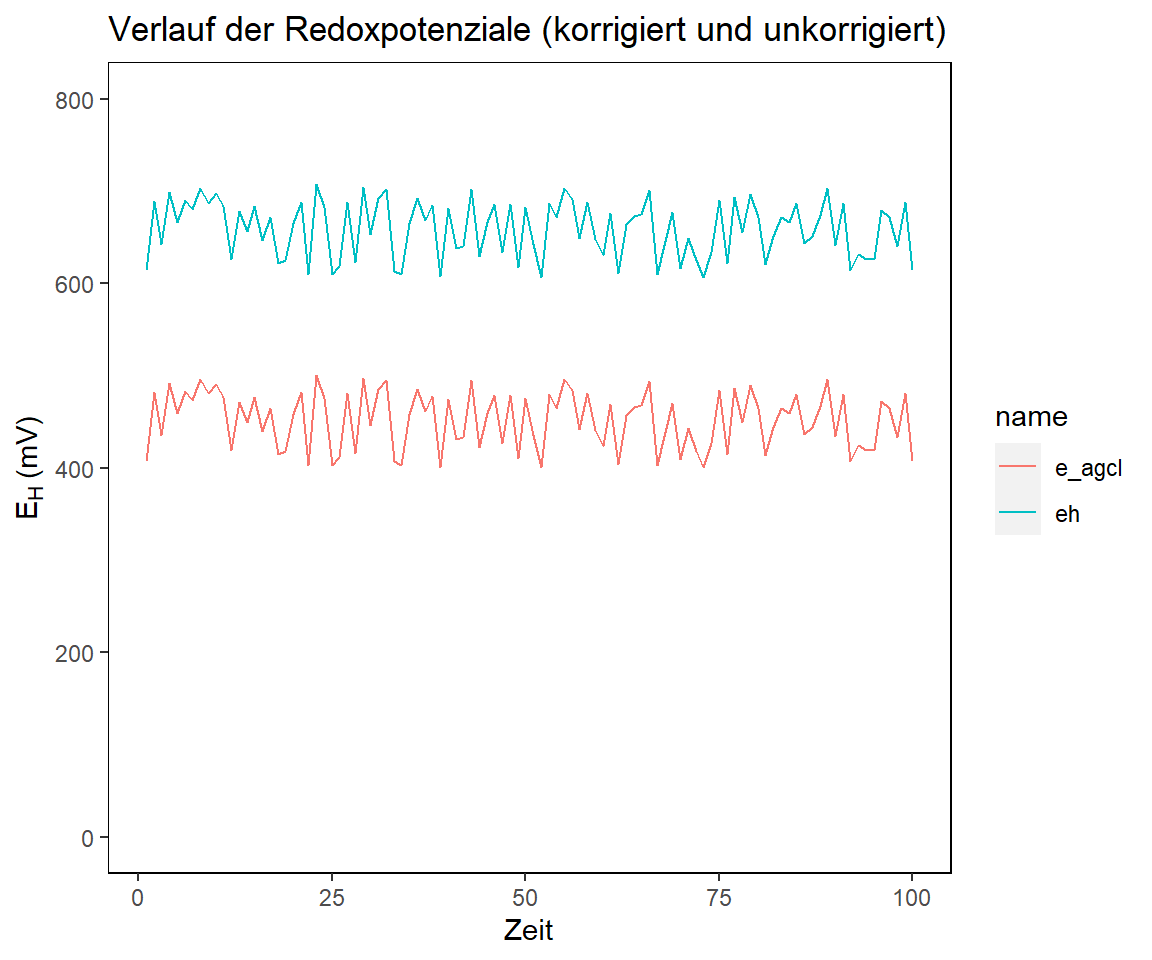 Verlauf der Redoxpotenziale (korrigiert und unkorrigiert)
800
600
400
200
0
E_H (mV)
0 25 50 75 100
Zeit
name
e_agcl
eh